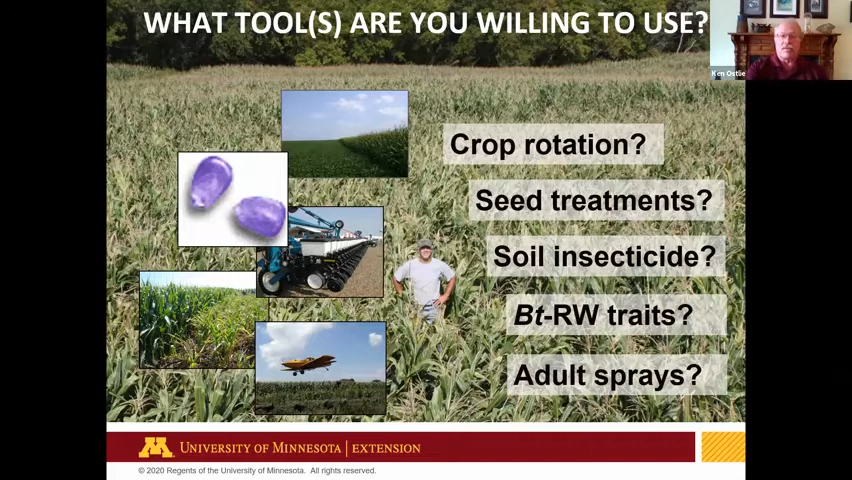 WHAT TOOL(S) ARE YOU WILLING TO USE?
Ken Ostlie
Crop rotation?
Seed treatments?
Soil insecticide?
Bt-RW traits?
Adult sprays?
M UNIVERSITY OF MINNESOTA | EXTENSION
© 2020 Regents of the University of Minnesota. All rights reserved.